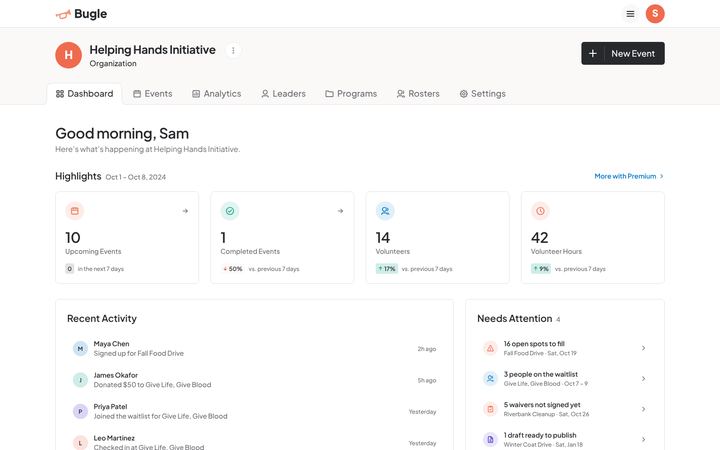 Bugle
S
H
Helping Hands Initiative
Organization
New Event
Dashboard
Events
Analytics
Leaders
Programs
Rosters
Settings
Good morning, Sam
Here's what's happening at Helping Hands Initiative.
Highlights Oct 1 – Oct 8, 2024
More with Premium
10
Upcoming Events
0 in the next 7 days
1
Completed Events
50% vs. previous 7 days
14
Volunteers
17% vs. previous 7 days
42
Volunteer Hours
9% vs. previous 7 days
Recent Activity
M
Maya Chen
Signed up for Fall Food Drive
2h ago
J
James Okafor
Donated $50 to Give Life, Give Blood
5h ago
P
Priya Patel
Joined the waitlist for Give Life, Give Blood
Yesterday
L
Leo Martinez
Checked in at Give Life, Give Blood
Yesterday
Needs Attention 4
16 open spots to fill
Fall Food Drive · Sat, Oct 19
3 people on the waitlist
Give Life, Give Blood · Oct 7 – 9
5 waivers not signed yet
Riverbank Cleanup · Sat, Oct 26
1 draft ready to publish
Winter Coat Drive · Sat, Jan 18